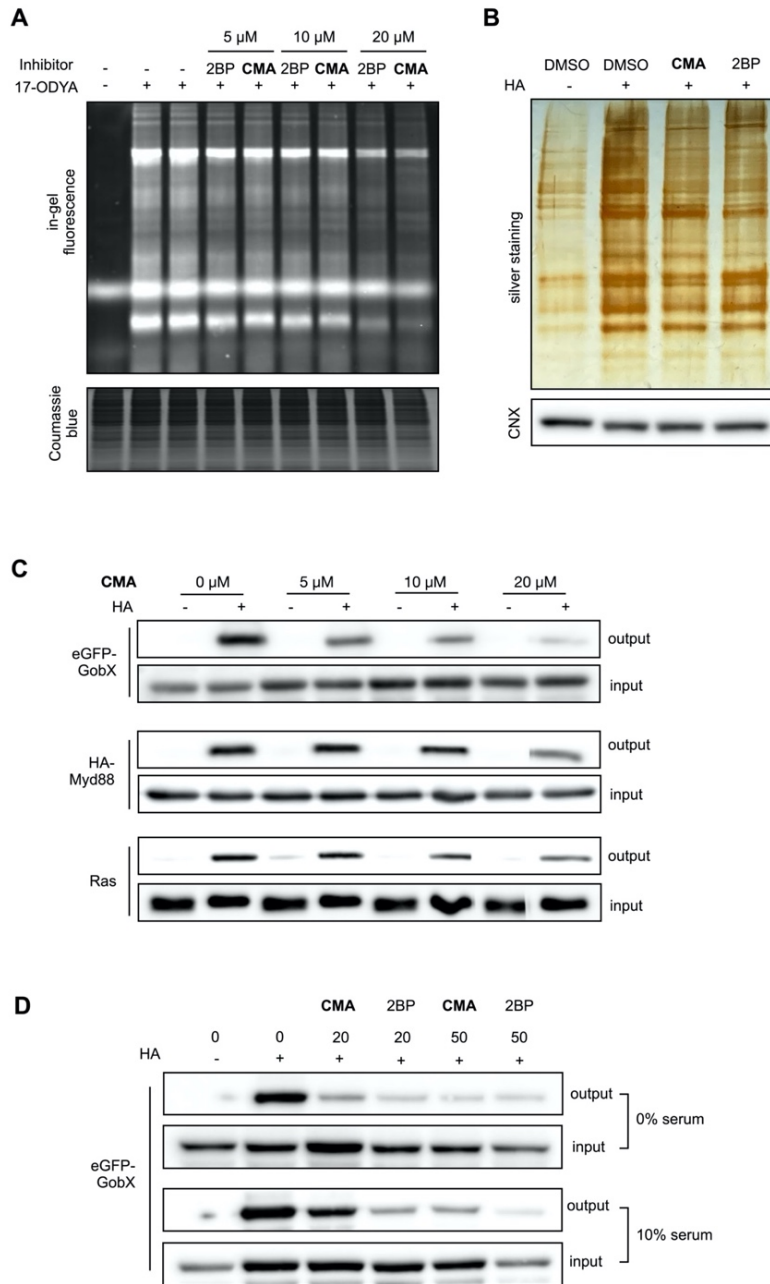 A
5 µM 10 µM 20 µM
Inhibitor - - - 2BP CMA 2BP CMA 2BP CMA
17-ODYA - + + + + + + + +
in-gel
fluorescence
Coumassie
blue
B
DMSO DMSO CMA 2BP
HA - + + +
silver staining
CNX
C
CMA 0 µM 5 µM 10 µM 20 µM
HA - + - + - + - +
eGFP-
GobX
output
input
HA-
Myd88
output
input
Ras
output
input
D
CMA 2BP CMA 2BP
0 0 20 20 50 50
HA - + + + + +
eGFP-
GobX
output
input
0% serum
output
input
10% serum